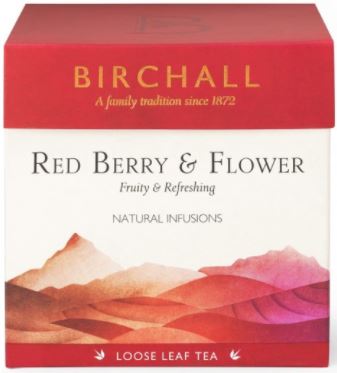 BIRCHALL
A family tradition since 1872
RED BERRY & FLOWER
Fruity & Refreshing
NATURAL INFUSIONS
LOOSE LEAF TEA